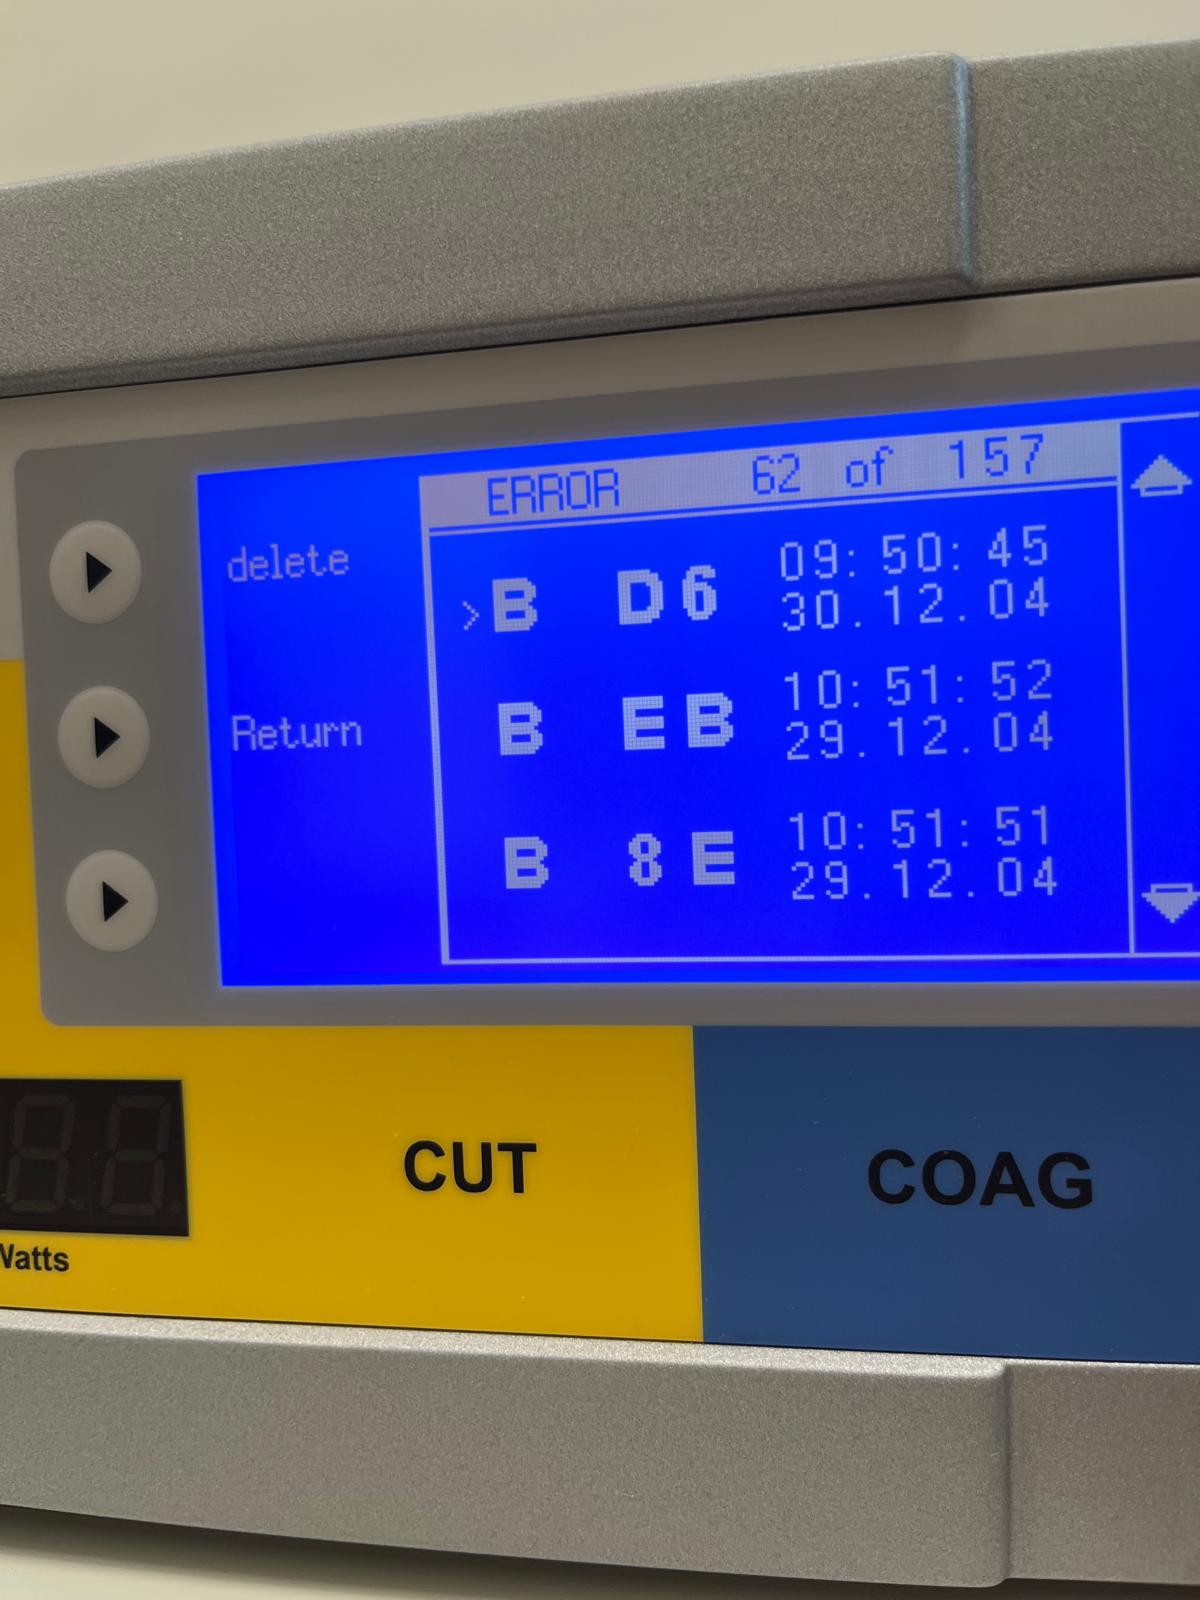 ERROR 62 of 157
delete
>B D6 09:50:45
30.12.04
Return
B EB 10:51:52
29.12.04
B 8E 10:51:51
29.12.04
CUT
COAG
Watts